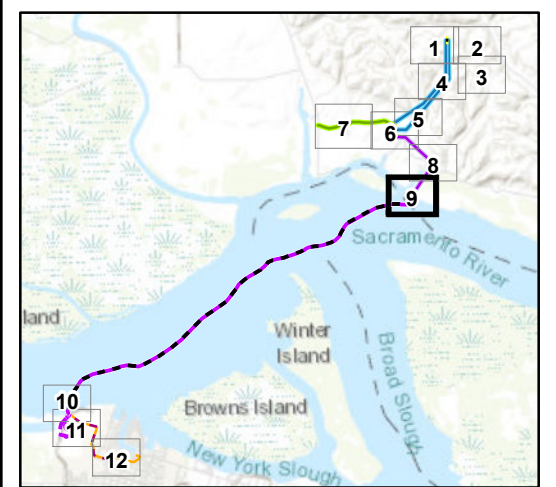 1
2
3
4
5
6
7
8
9
Sacramento River
land
Winter
Island
Broad Slough
Browns Island
New York Slough
10
11
12